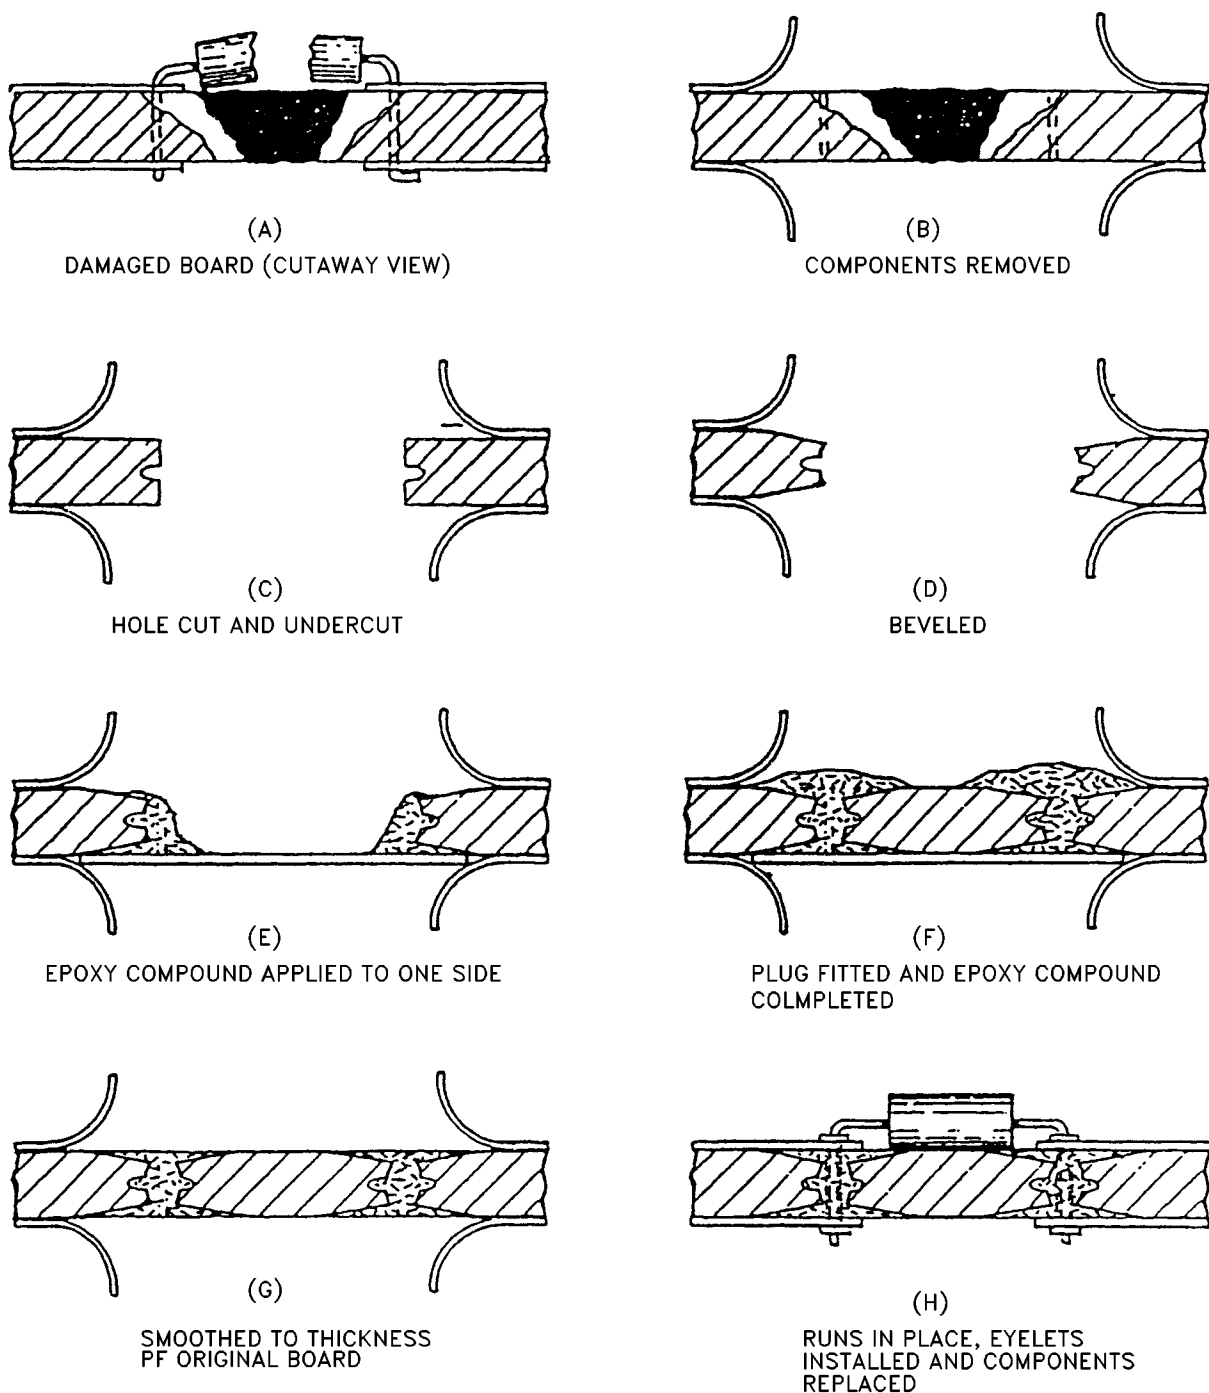 (A)
DAMAGED BOARD (CUTAWAY VIEW)
(B)
COMPONENTS REMOVED
(C)
HOLE CUT AND UNDERCUT
(D)
BEVELED
(E)
EPOXY COMPOUND APPLIED TO ONE SIDE
(F)
PLUG FITTED AND EPOXY COMPOUND
COLMPLETED
(G)
SMOOTHED TO THICKNESS
PF ORIGINAL BOARD
(H)
RUNS IN PLACE, EYELETS
INSTALLED AND COMPONENTS
REPLACED